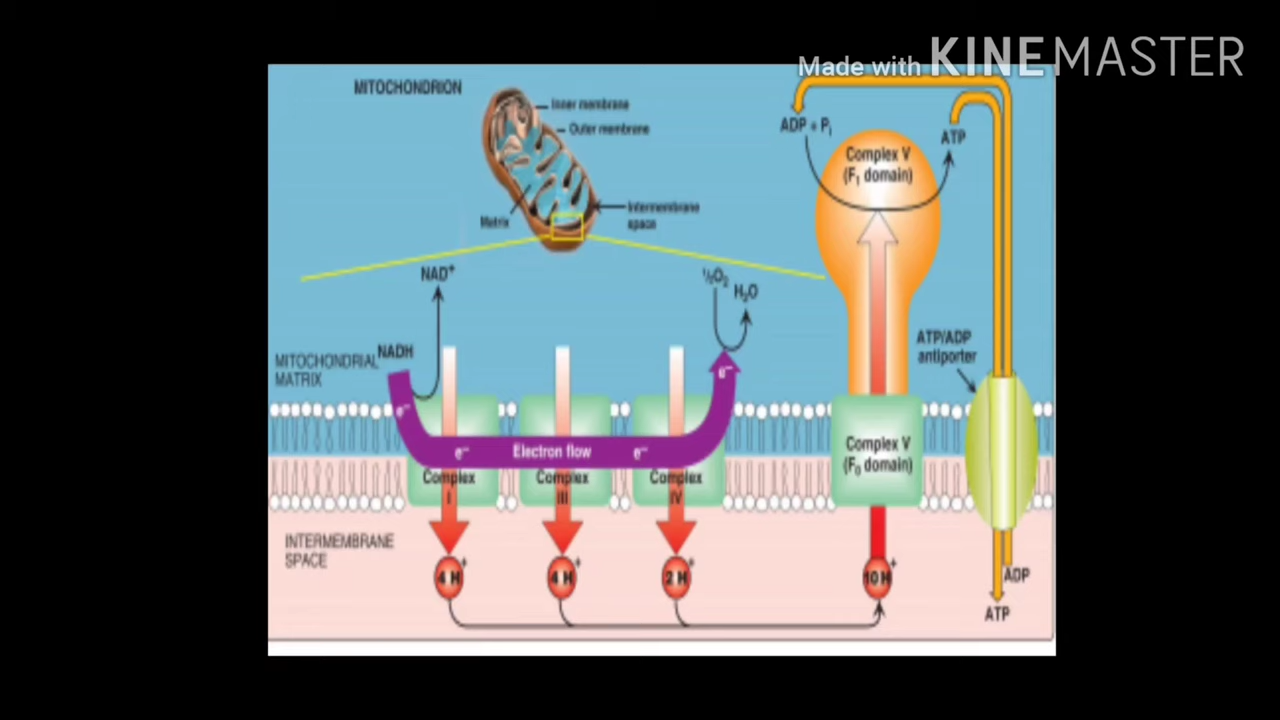 Made with KINEMASTER
MITOCHONDRION
Inner membrane
Outer membrane
Intermembrane
space
Matrix
ADP + Pᵢ
ATP
Complex V
(F₁ domain)
NAD⁺
½O₂
H₂O
NADH
MITOCHONDRIAL
MATRIX
ATP/ADP
antiporter
e⁻
e⁻
e⁻
Electron flow
e⁻
Complex
I
Complex
III
Complex
IV
Complex V
(F₀ domain)
INTERMEMBRANE
SPACE
4 H⁺
4 H⁺
2 H⁺
10 H⁺
ADP
ATP